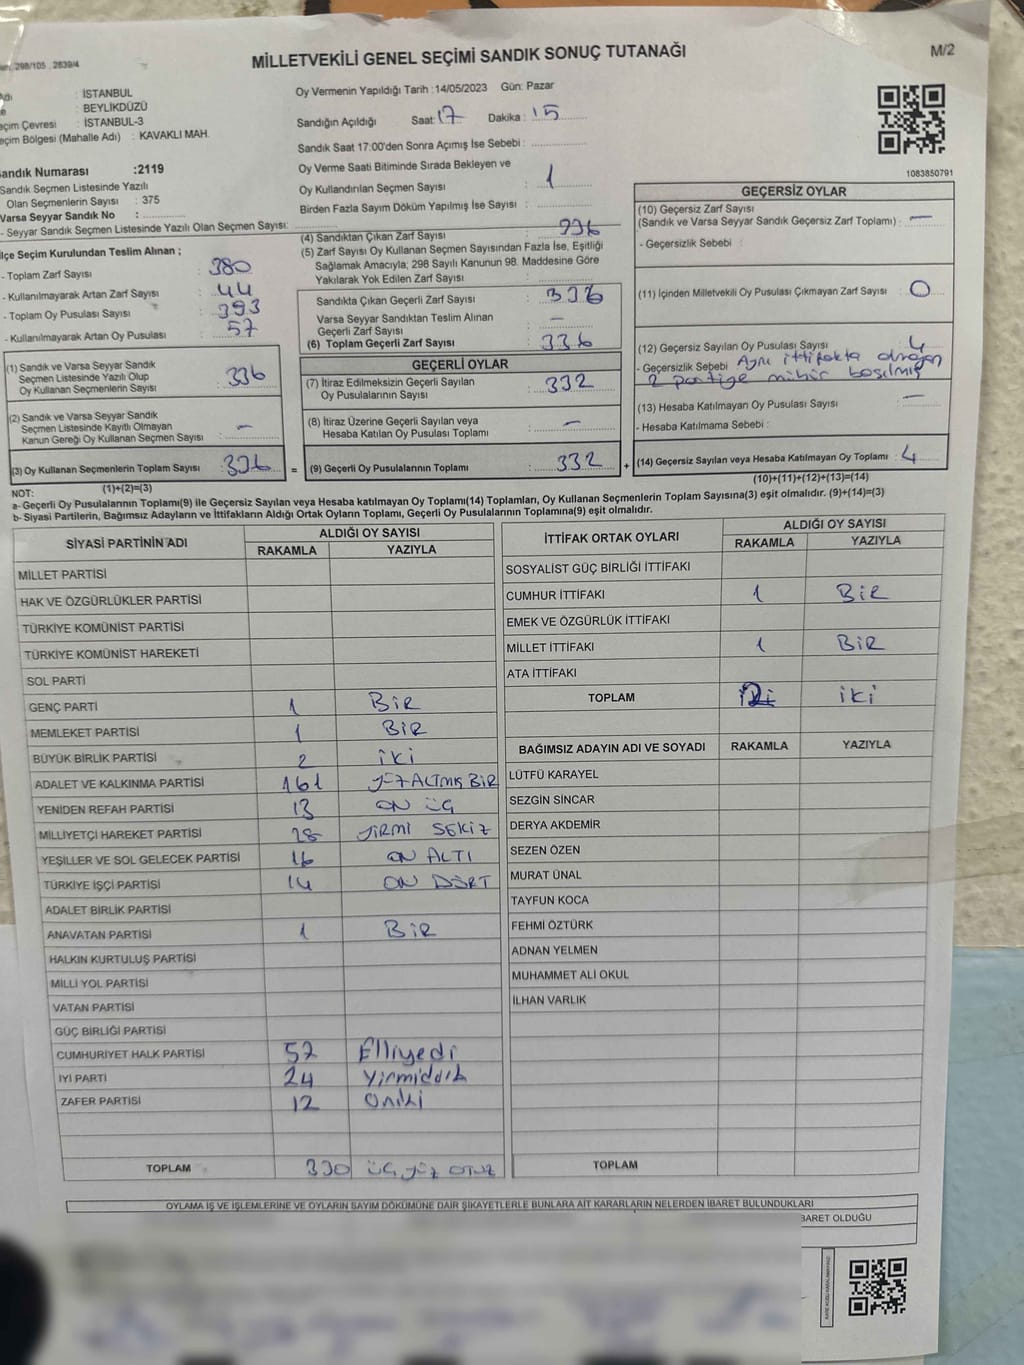 298/105 , 2839/4
MİLLETVEKİLİ GENEL SEÇİMİ SANDIK SONUÇ TUTANAĞI
M/2
: İSTANBUL
: BEYLİKDÜZÜ
: İSTANBUL-3
(Mahalle Adı) : KAVAKLI MAH.
Oy Vermenin Yapıldığı Tarih :14/05/2023 Gün: Pazar
Sandığın Açıldığı Saat: 17 Dakika : 15
Sandık Saat 17:00'den Sonra Açımış İse Sebebi :
Oy Verme Saati Bitiminde Sırada Bekleyen ve
Oy Kullandırılan Seçmen Sayısı : 1
Birden Fazla Sayım Döküm Yapılmış İse Sayısı :
1083850791
Sandık Numarası :2119
Sandık Seçmen Listesinde Yazılı
Olan Seçmenlerin Sayısı : 375
Varsa Seyyar Sandık No :
- Seyyar Sandık Seçmen Listesinde Yazılı Olan Seçmen Sayısı:
İlçe Seçim Kurulundan Teslim Alınan ;
- Toplam Zarf Sayısı : 380
- Kullanılmayarak Artan Zarf Sayısı : 44
- Toplam Oy Pusulası Sayısı : 393
- Kullanılmayarak Artan Oy Pusulası : 57
(1) Sandık ve Varsa Seyyar Sandık
Seçmen Listesinde Yazılı Olup
Oy Kullanan Seçmenlerin Sayısı : 336
(2) Sandık ve Varsa Seyyar Sandık
Seçmen Listesinde Kayıtlı Olmayan
Kanun Gereği Oy Kullanan Seçmen Sayısı : -
(3) Oy Kullanan Seçmenlerin Toplam Sayısı : 336 =
(1)+(2)=(3)
(4) Sandıktan Çıkan Zarf Sayısı : 336
(5) Zarf Sayısı Oy Kullanan Seçmen Sayısından Fazla İse, Eşitliği
Sağlamak Amacıyla; 298 Sayılı Kanunun 98. Maddesine Göre
Yakılarak Yok Edilen Zarf Sayısı :
Sandıkta Çıkan Geçerli Zarf Sayısı : 336
Varsa Seyyar Sandıktan Teslim Alınan
Geçerli Zarf Sayısı : -
(6) Toplam Geçerli Zarf Sayısı : 336
GEÇERLİ OYLAR
(7) İtiraz Edilmeksizin Geçerli Sayılan
Oy Pusulalarının Sayısı : 332
(8) İtiraz Üzerine Geçerli Sayılan veya
Hesaba Katılan Oy Pusulası Toplamı : -
(9) Geçerli Oy Pusulalarının Toplamı : 332 +
GEÇERSİZ OYLAR
(10) Geçersiz Zarf Sayısı
(Sandık ve Varsa Seyyar Sandık Geçersiz Zarf Toplamı) : -
- Geçersizlik Sebebi :
(11) İçinden Milletvekili Oy Pusulası Çıkmayan Zarf Sayısı : 0
(12) Geçersiz Sayılan Oy Pusulası Sayısı : 4
- Geçersizlik Sebebi : Aynı ittifakta olmayan
2 partiye mühür basılmış
(13) Hesaba Katılmayan Oy Pusulası Sayısı : -
- Hesaba Katılmama Sebebi :
(14) Geçersiz Sayılan veya Hesaba Katılmayan Oy Toplamı : 4
(10)+(11)+(12)+(13)=(14)
NOT:
a- Geçerli Oy Pusulalarının Toplamı(9) ile Geçersiz Sayılan veya Hesaba katılmayan Oy Toplamı(14) Toplamları, Oy Kullanan Seçmenlerin Toplam Sayısına(3) eşit olmalıdır. (9)+(14)=(3)
b- Siyasi Partilerin, Bağımsız Adayların ve İttifakların Aldığı Ortak Oyların Toplamı, Geçerli Oy Pusulalarının Toplamına(9) eşit olmalıdır.
SİYASİ PARTİNİN ADI ALDIĞI OY SAYISI
RAKAMLA YAZIYLA
MİLLET PARTİSİ
HAK VE ÖZGÜRLÜKLER PARTİSİ
TÜRKİYE KOMÜNİST PARTİSİ
TÜRKİYE KOMÜNİST HAREKETİ
SOL PARTİ
GENÇ PARTİ 1 BİR
MEMLEKET PARTİSİ 1 BİR
BÜYÜK BİRLİK PARTİSİ 2 iki
ADALET VE KALKINMA PARTİSİ 161 YÜZ ALTMIŞ BİR
YENİDEN REFAH PARTİSİ 13 ON ÜÇ
MİLLİYETÇİ HAREKET PARTİSİ 28 YİRMİ SEKİZ
YEŞİLLER VE SOL GELECEK PARTİSİ 16 ON ALTI
TÜRKİYE İŞÇİ PARTİSİ 14 ON DÖRT
ADALET BİRLİK PARTİSİ
ANAVATAN PARTİSİ 1 BİR
HALKIN KURTULUŞ PARTİSİ
MİLLİ YOL PARTİSİ
VATAN PARTİSİ
GÜÇ BİRLİĞİ PARTİSİ
CUMHURİYET HALK PARTİSİ 57 Elliyedi
İYİ PARTİ 24 Yirmidört
ZAFER PARTİSİ 12 Oniki
TOPLAM 330 ÜÇ YÜZ OTUZ
İTTİFAK ORTAK OYLARI ALDIĞI OY SAYISI
RAKAMLA YAZIYLA
SOSYALİST GÜÇ BİRLİĞİ İTTİFAKI
CUMHUR İTTİFAKI 1 BİR
EMEK VE ÖZGÜRLÜK İTTİFAKI
MİLLET İTTİFAKI 1 BİR
ATA İTTİFAKI
TOPLAM 2 iki
BAĞIMSIZ ADAYIN ADI VE SOYADI RAKAMLA YAZIYLA
LÜTFÜ KARAYEL
SEZGİN SİNCAR
DERYA AKDEMİR
SEZEN ÖZEN
MURAT ÜNAL
TAYFUN KOCA
FEHMİ ÖZTÜRK
ADNAN YELMEN
MUHAMMET ALİ OKUL
İLHAN VARLIK
TOPLAM
OYLAMA İŞ VE İŞLEMLERİNE VE OYLARIN SAYIM DÖKÜMÜNE DAİR ŞİKAYETLERLE BUNLARA AİT KARARLARIN NELERDEN İBARET BULUNDUKLARI
BARET OLDUĞU